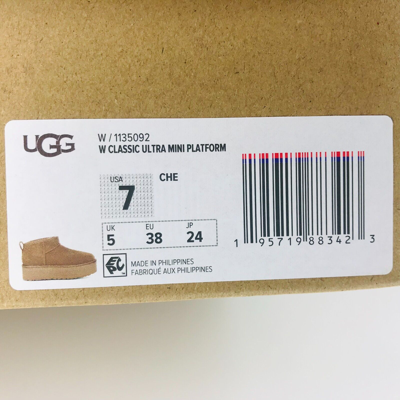 UGG
W / 1135092
W CLASSIC ULTRA MINI PLATFORM
USA
7
CHE
UK
5
EU
38
JP
24
MADE IN PHILIPPINES
FABRIQUÉ AUX PHILIPPINES
1 95719 88342 3